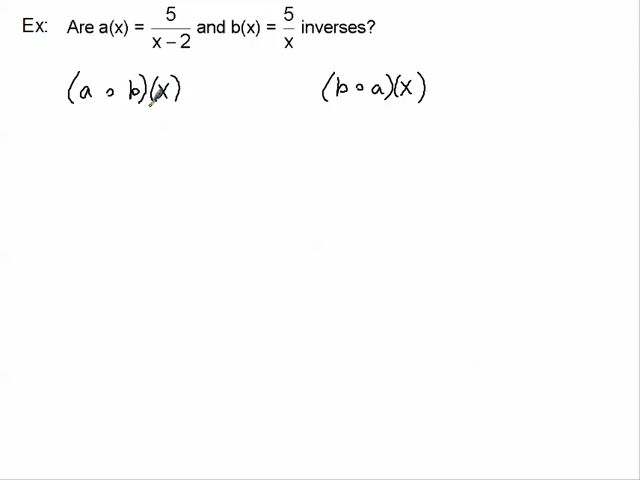 Ex: Are a(x) = 5/(x – 2) and b(x) = 5/x inverses?
(a ∘ b)(x) (b ∘ a)(x)